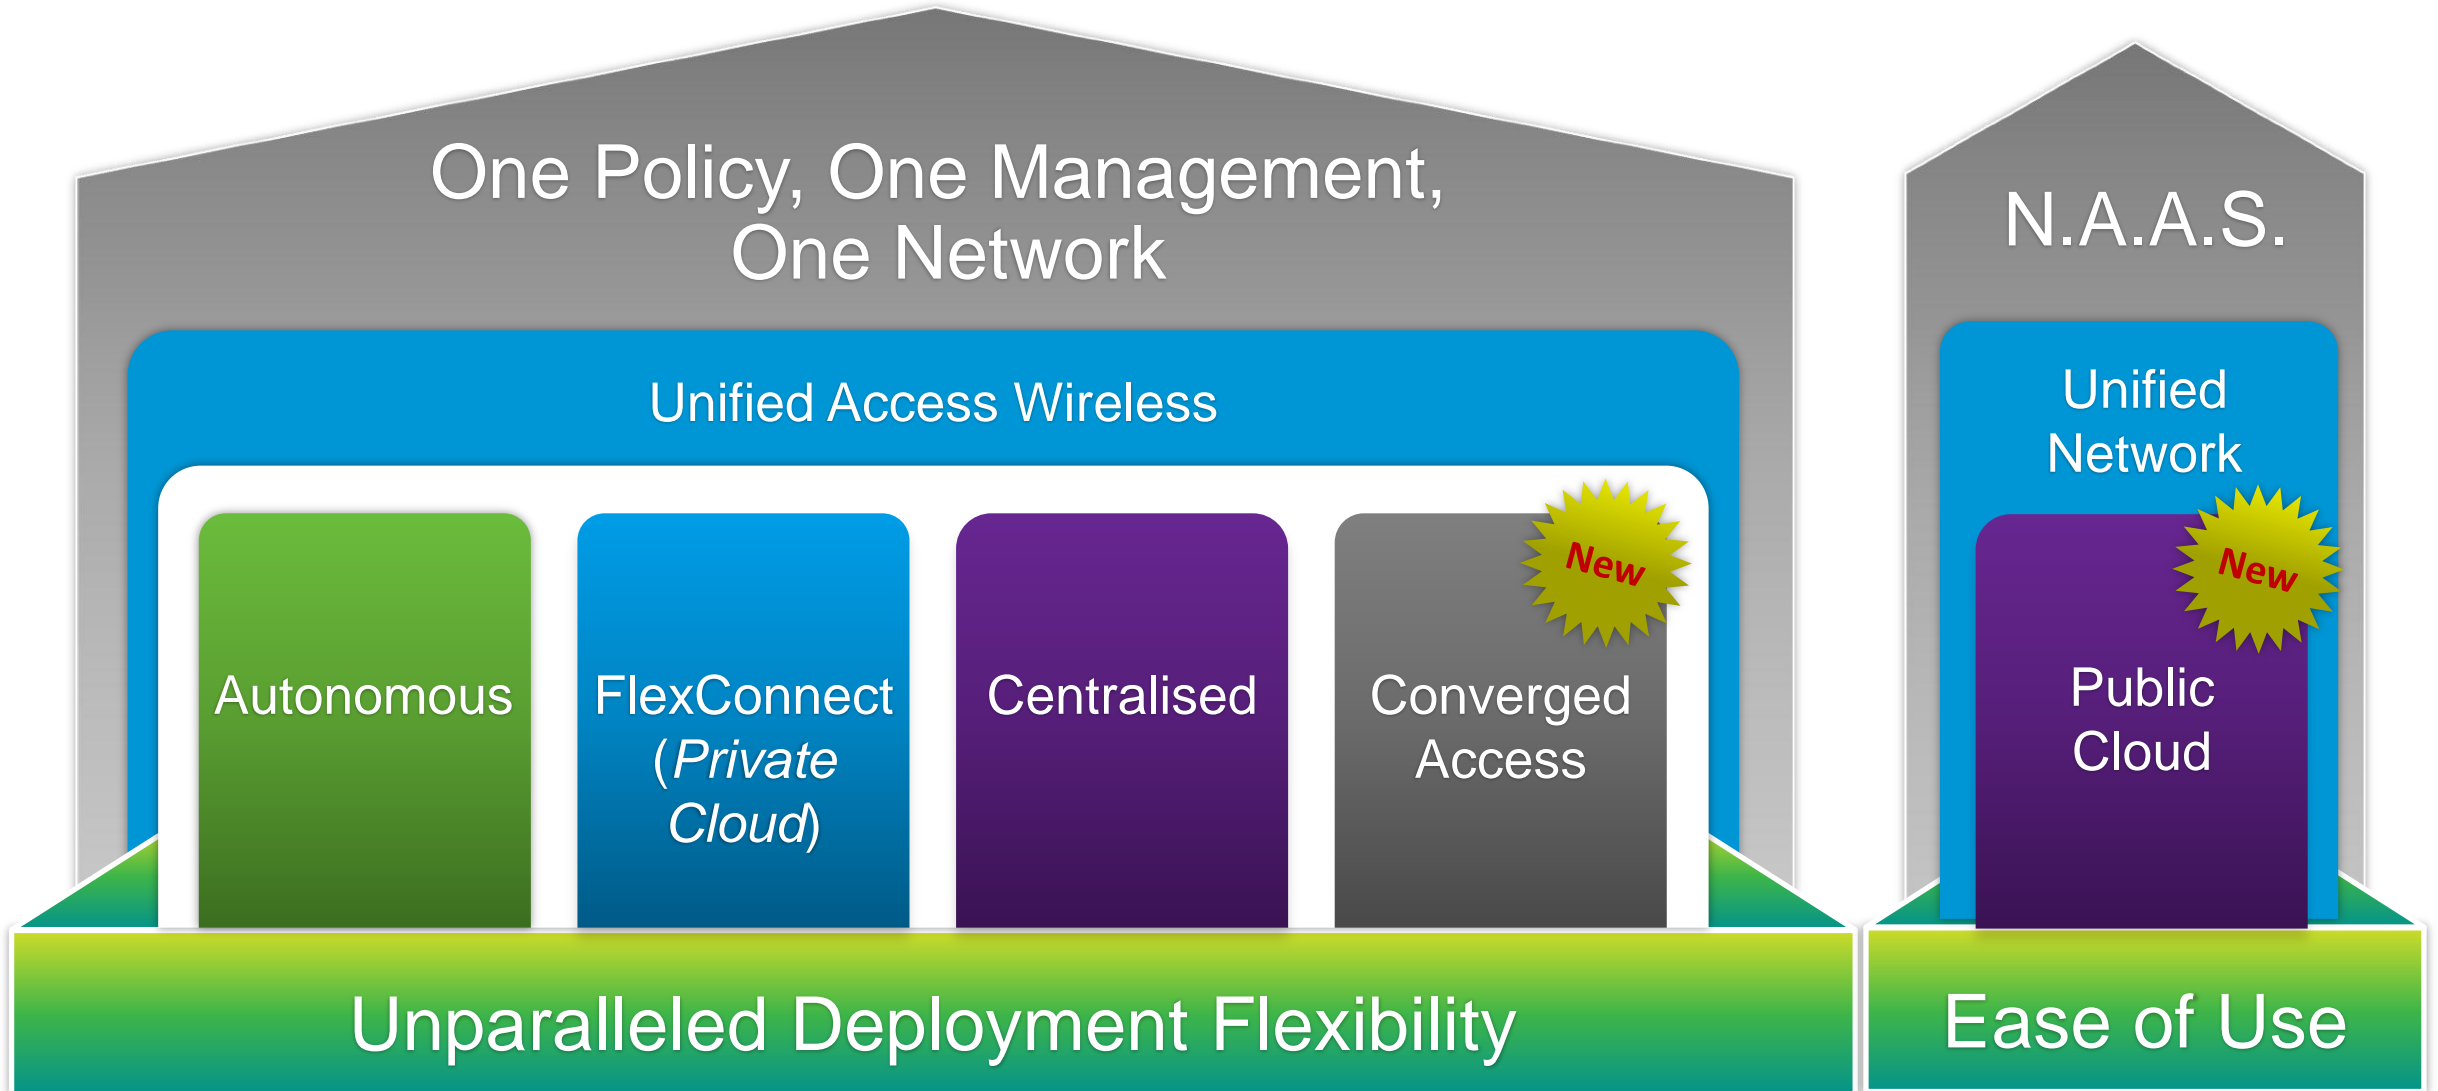 One Policy, One Management,
One Network
Unified Access Wireless
Autonomous
FlexConnect
(Private
Cloud)
Centralised
New
Converged
Access
Unparalleled Deployment Flexibility
N.A.A.S.
Unified
Network
New
Public
Cloud
Ease of Use